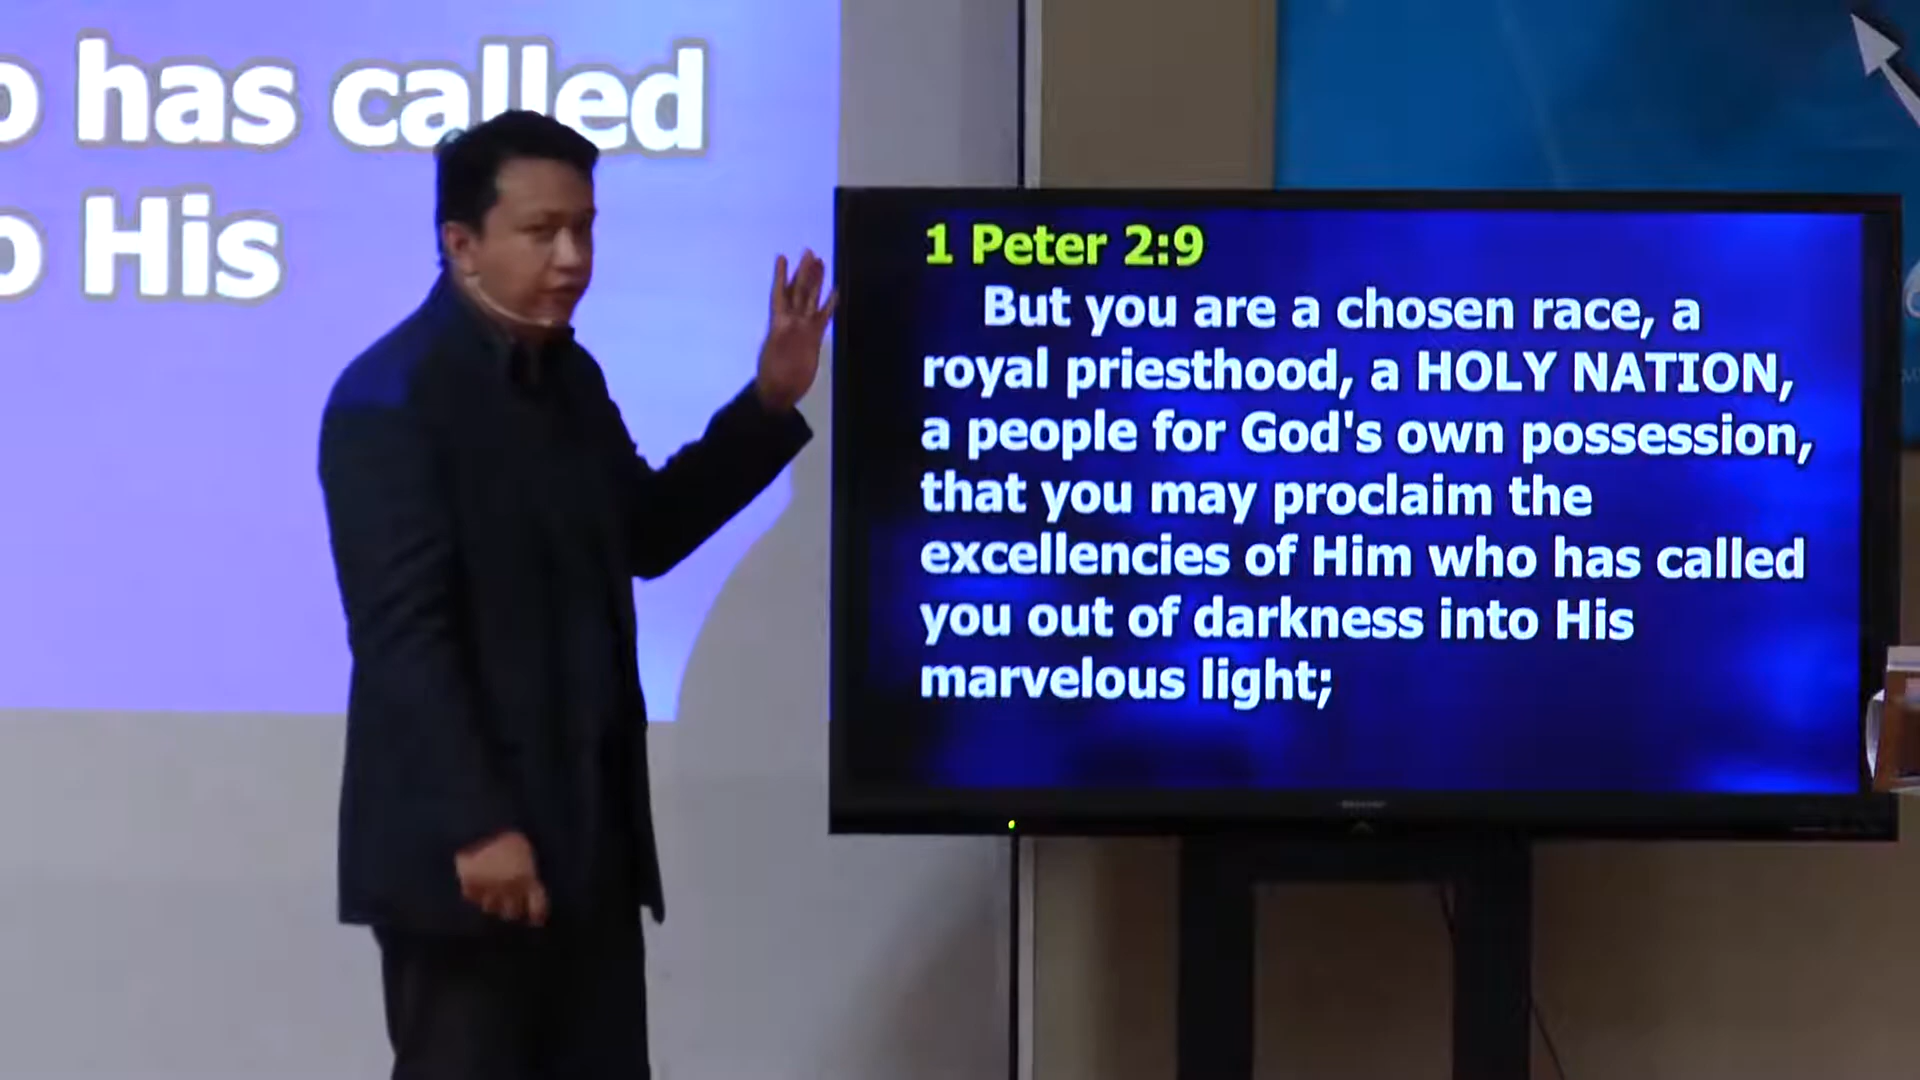 has called
His
1 Peter 2:9
But you are a chosen race, a
royal priesthood, a HOLY NATION,
a people for God's own possession,
that you may proclaim the
excellencies of Him who has called
you out of darkness into His
marvelous light;